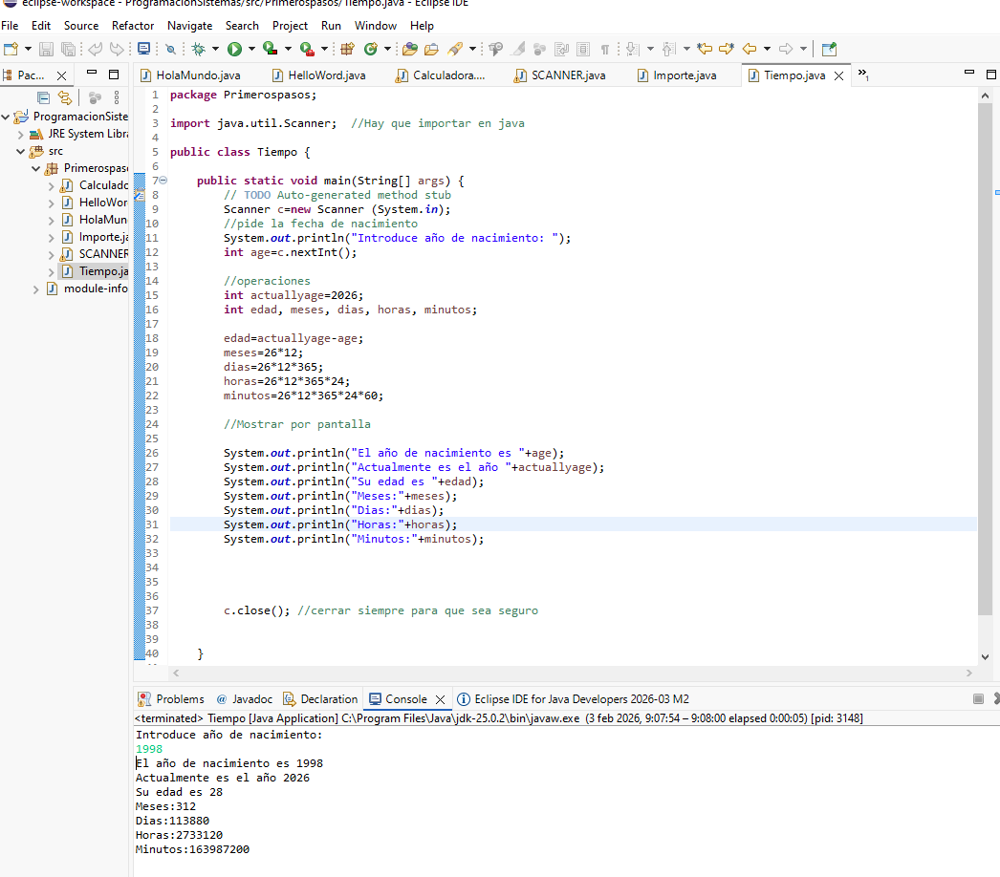 eclipse-workspace - ProgramacionSistemas/src/Primerospasos/Tiempo.java - Eclipse IDE
File Edit Source Refactor Navigate Search Project Run Window Help
Pac...
HolaMundo.java HelloWord.java Calculadora.... SCANNER.java Importe.java Tiempo.java »1
ProgramacionSiste
JRE System Libra
src
Primerospaso
Calculado
HelloWor
HolaMun
Importe.ja
SCANNER
Tiempo.ja
module-info
1 package Primerospasos;
2
3 import java.util.Scanner;  //Hay que importar en java
4
5 public class Tiempo {
6
7     public static void main(String[] args) {
8         // TODO Auto-generated method stub
9         Scanner c=new Scanner (System.in);
10         //pide la fecha de nacimiento
11         System.out.println("Introduce año de nacimiento: ");
12         int age=c.nextInt();
13
14         //operaciones
15         int actuallyage=2026;
16         int edad, meses, dias, horas, minutos;
17
18         edad=actuallyage-age;
19         meses=26*12;
20         dias=26*12*365;
21         horas=26*12*365*24;
22         minutos=26*12*365*24*60;
23
24         //Mostrar por pantalla
25
26         System.out.println("El año de nacimiento es "+age);
27         System.out.println("Actualmente es el año "+actuallyage);
28         System.out.println("Su edad es "+edad);
29         System.out.println("Meses:"+meses);
30         System.out.println("Dias:"+dias);
31         System.out.println("Horas:"+horas);
32         System.out.println("Minutos:"+minutos);
33
34
35
36
37         c.close(); //cerrar siempre para que sea seguro
38
39
40     }
Problems @ Javadoc Declaration Console Eclipse IDE for Java Developers 2026-03 M2
<terminated> Tiempo [Java Application] C:\Program Files\Java\jdk-25.0.2\bin\javaw.exe (3 feb 2026, 9:07:54 – 9:08:00 elapsed 0:00:05) [pid: 3148]
Introduce año de nacimiento:
1998
El año de nacimiento es 1998
Actualmente es el año 2026
Su edad es 28
Meses:312
Dias:113880
Horas:2733120
Minutos:163987200